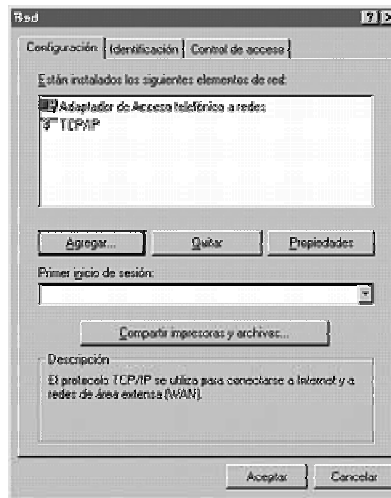 Red
Configuración Identificación Control de acceso
Están instalados los siguientes elementos de red:
Adaptador de Acceso telefónico a redes
TCP/IP
Agregar... Quitar Propiedades
Primer inicio de sesión:
Compartir impresoras y archivos...
Descripción
El protocolo TCP/IP se utiliza para conectarse a Internet y a
redes de área extensa (WAN).
Aceptar Cancelar